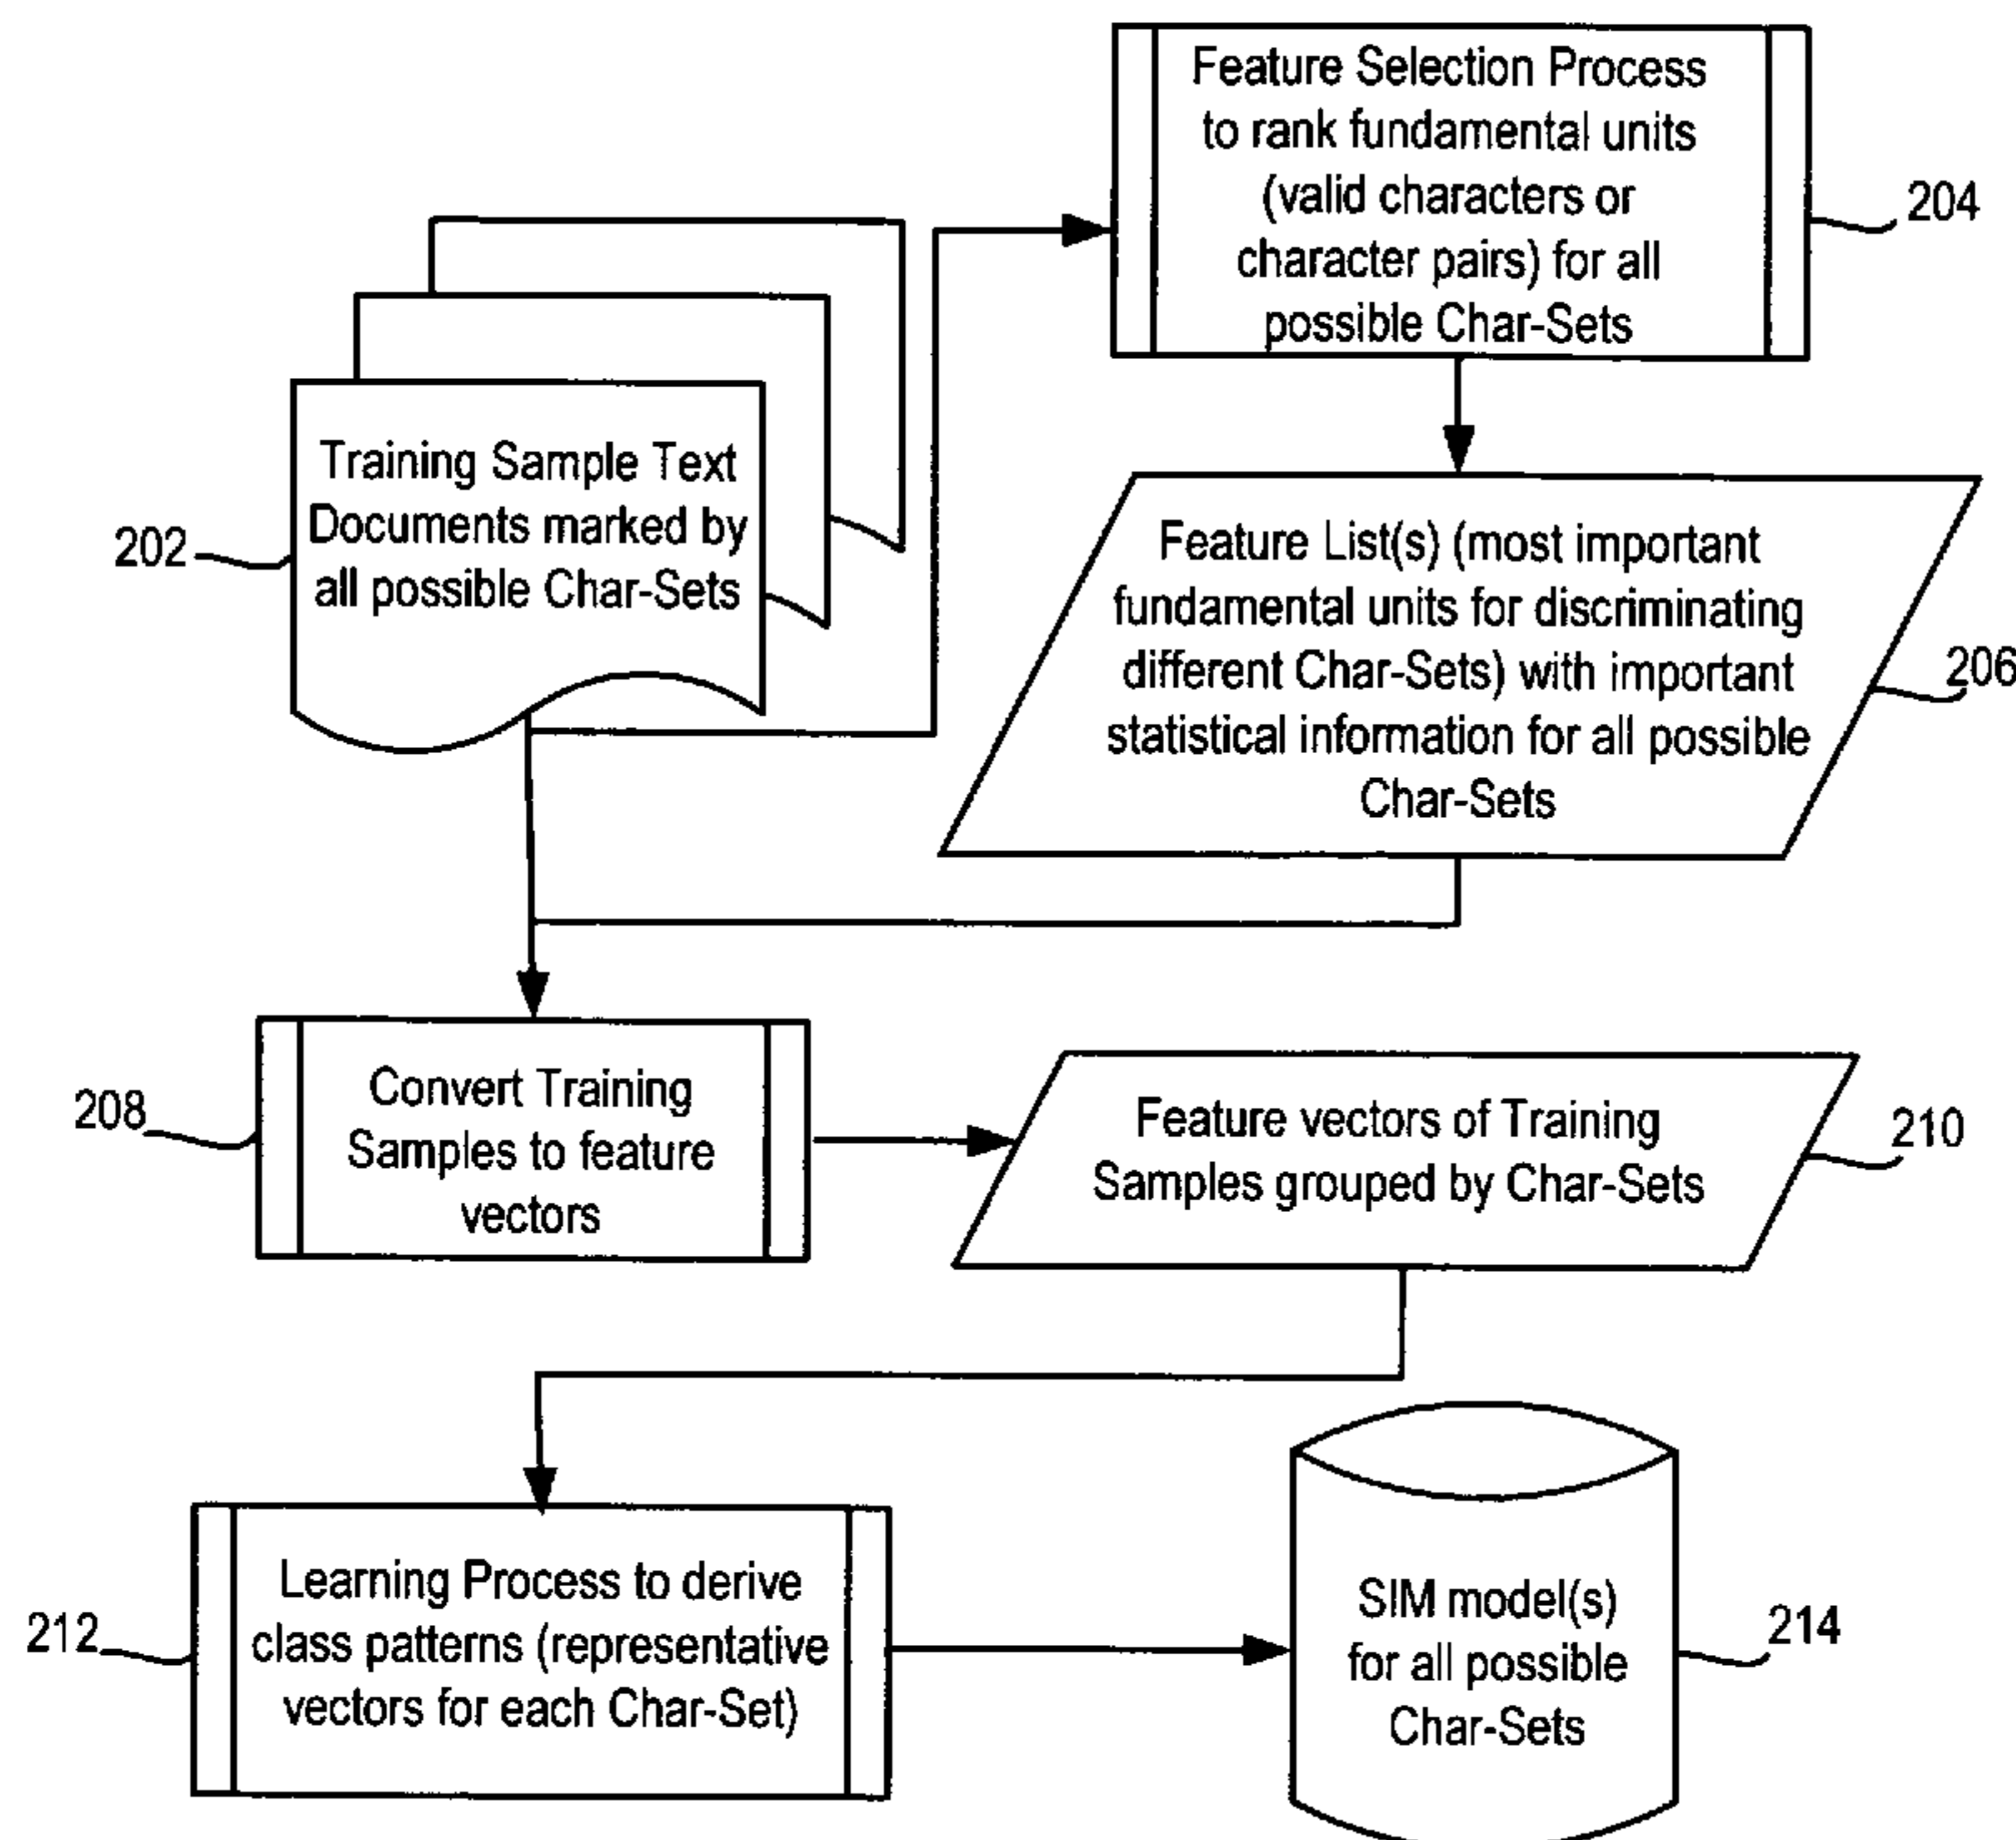 Feature Selection Process
to rank fundamental units
(valid characters or
character pairs) for all
possible Char-Sets
204
Training Sample Text
Documents marked by
all possible Char-Sets
202
Feature List(s) (most important
fundamental units for discriminating
different Char-Sets) with important
statistical information for all possible
Char-Sets
206
Convert Training
Samples to feature
vectors
208
Feature vectors of Training
Samples grouped by Char-Sets
210
Learning Process to derive
class patterns (representative
vectors for each Char-Set)
212
SIM model(s)
for all possible
Char-Sets
214